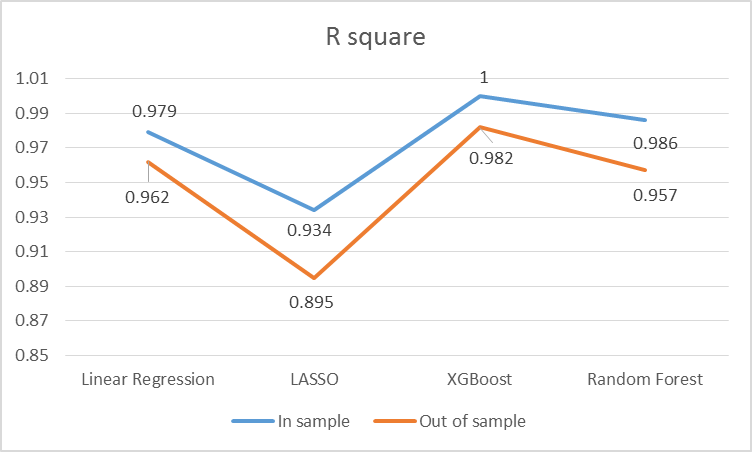 R square
1.01
0.99
0.97
0.95
0.93
0.91
0.89
0.87
0.85
0.979
0.934
1
0.986
0.962
0.895
0.982
0.957
Linear Regression
LASSO
XGBoost
Random Forest
In sample
Out of sample